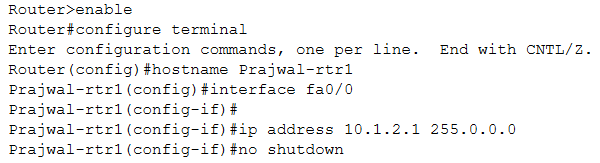 Router>enable
Router#configure terminal
Enter configuration commands, one per line.  End with CNTL/Z.
Router(config)#hostname Prajwal-rtr1
Prajwal-rtr1(config)#interface fa0/0
Prajwal-rtr1(config-if)#
Prajwal-rtr1(config-if)#ip address 10.1.2.1 255.0.0.0
Prajwal-rtr1(config-if)#no shutdown